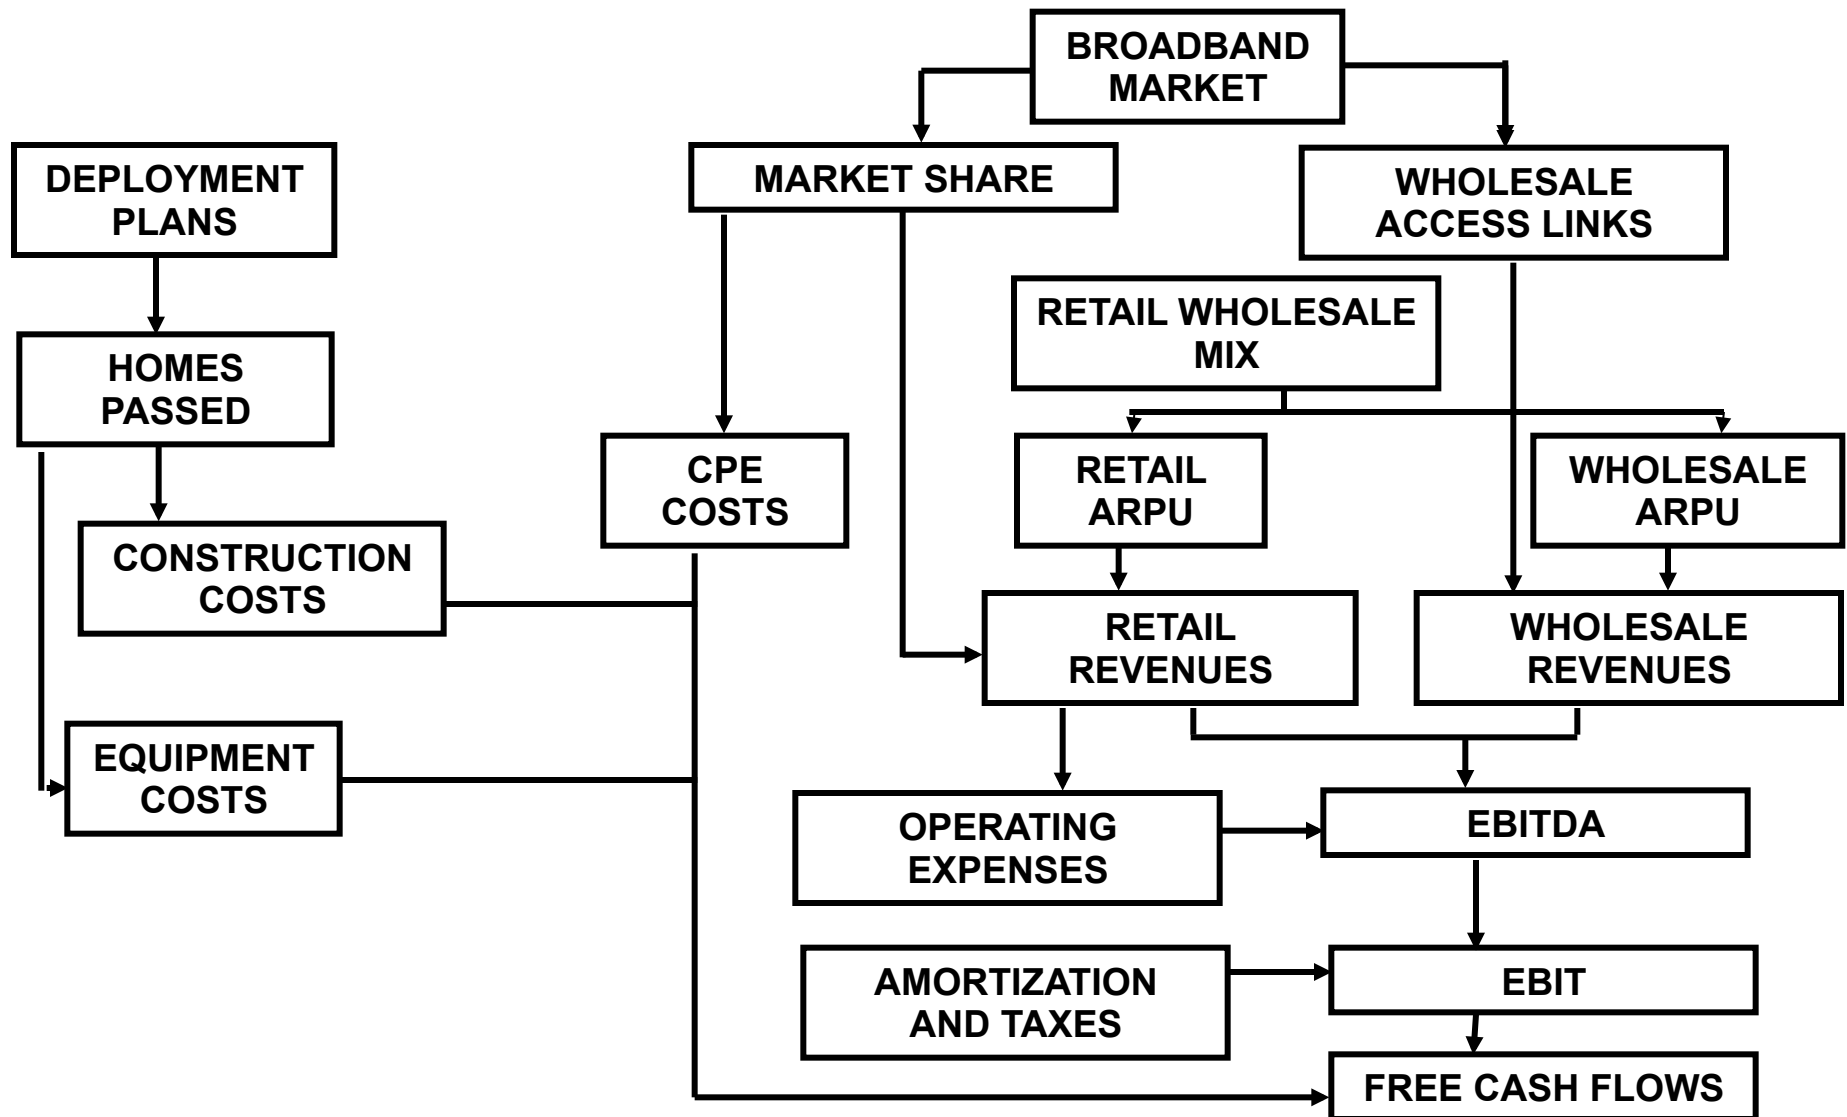 BROADBAND
MARKET
DEPLOYMENT
PLANS
MARKET SHARE
WHOLESALE
ACCESS LINKS
RETAIL WHOLESALE
MIX
HOMES
PASSED
CPE
COSTS
RETAIL
ARPU
WHOLESALE
ARPU
CONSTRUCTION
COSTS
RETAIL
REVENUES
WHOLESALE
REVENUES
EQUIPMENT
COSTS
OPERATING
EXPENSES
EBITDA
AMORTIZATION
AND TAXES
EBIT
FREE CASH FLOWS